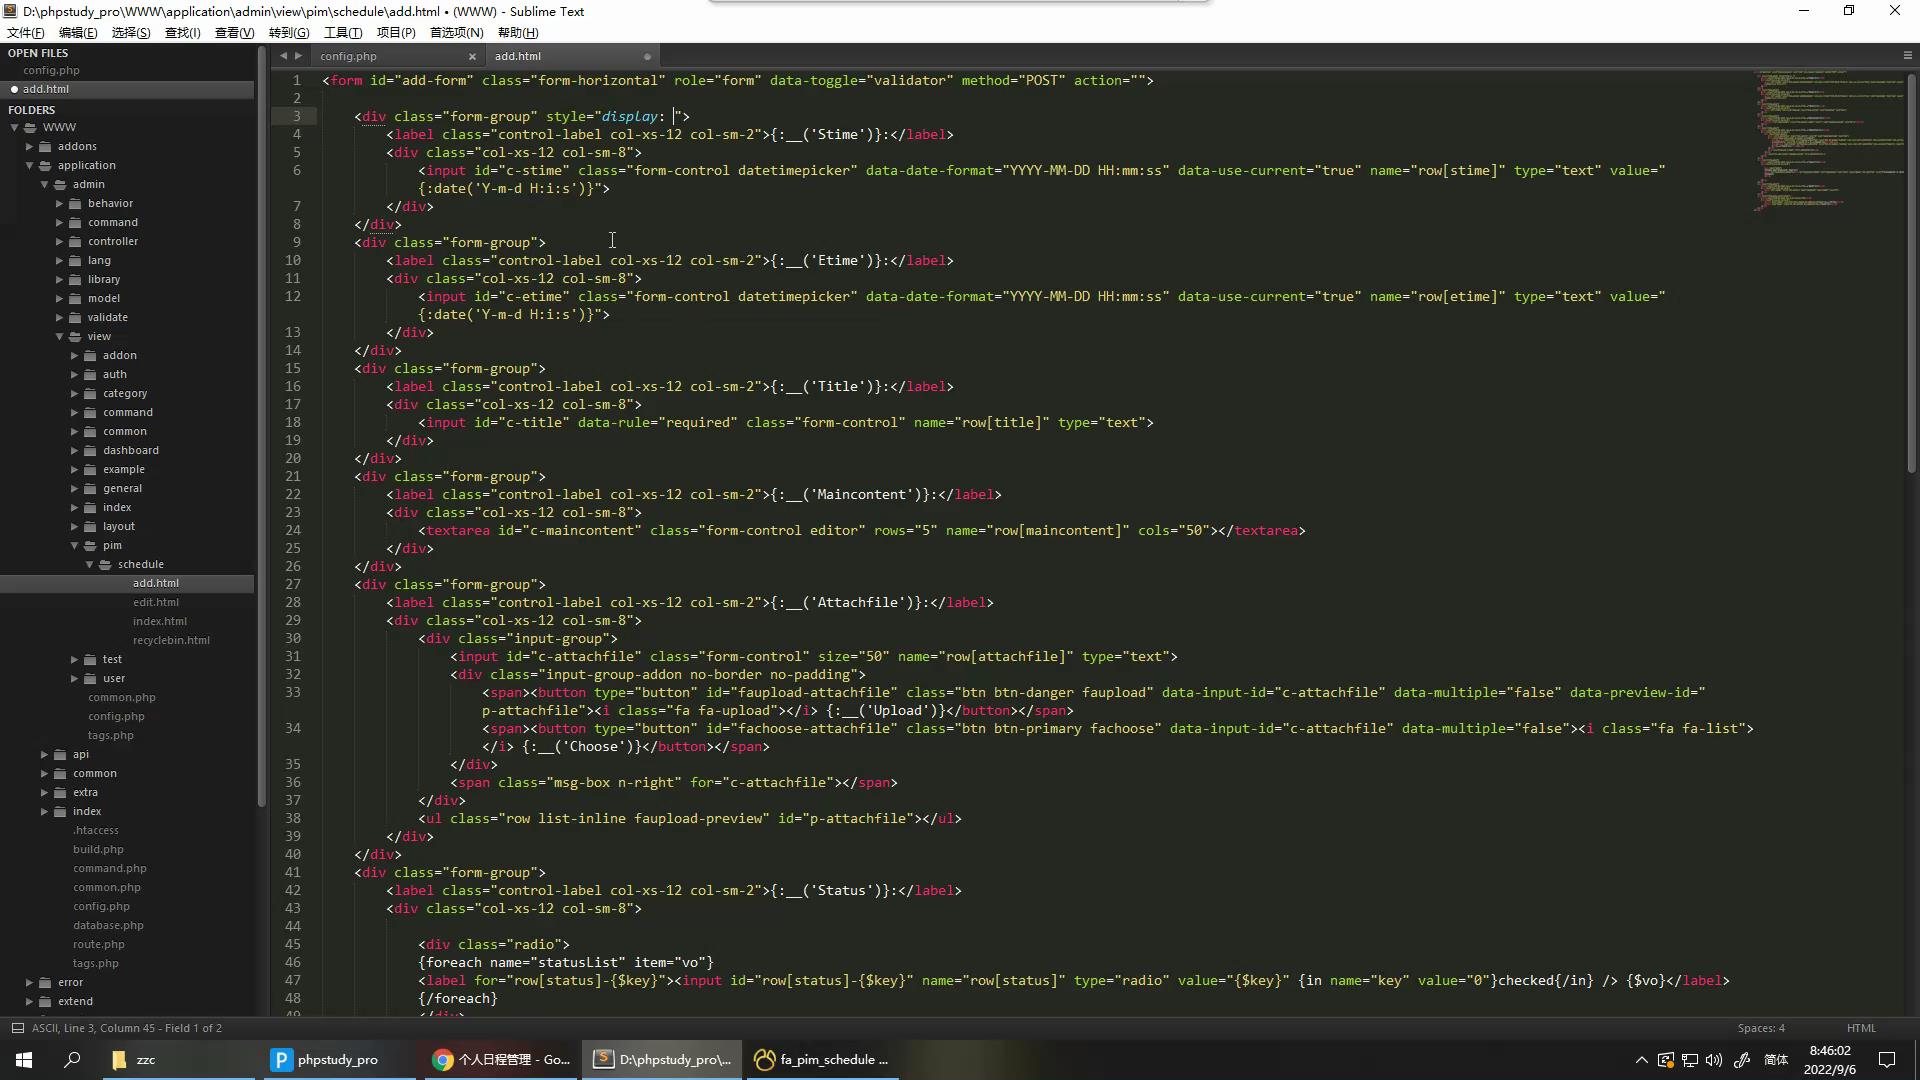 D:\phpstudy_pro\WWW\application\admin\view\pim\schedule\add.html • (WWW) - Sublime Text
文件(F) 编辑(E) 选择(S) 查找(I) 查看(V) 转到(G) 工具(T) 项目(P) 首选项(N) 帮助(H)
OPEN FILES
config.php
add.html
FOLDERS
WWW
addons
application
admin
behavior
command
controller
lang
library
model
validate
view
addon
auth
category
command
common
dashboard
example
general
index
layout
pim
schedule
add.html
edit.html
index.html
recyclebin.html
test
user
common.php
config.php
tags.php
api
common
extra
index
.htaccess
build.php
command.php
common.php
config.php
database.php
route.php
tags.php
error
extend
config.php
add.html
1 <form id="add-form" class="form-horizontal" role="form" data-toggle="validator" method="POST" action="">
2
3 <div class="form-group" style="display: ">
4 <label class="control-label col-xs-12 col-sm-2">{:__('Stime')}:</label>
5 <div class="col-xs-12 col-sm-8">
6 <input id="c-stime" class="form-control datetimepicker" data-date-format="YYYY-MM-DD HH:mm:ss" data-use-current="true" name="row[stime]" type="text" value="
{:date('Y-m-d H:i:s')}">
7 </div>
8 </div>
9 <div class="form-group">
10 <label class="control-label col-xs-12 col-sm-2">{:__('Etime')}:</label>
11 <div class="col-xs-12 col-sm-8">
12 <input id="c-etime" class="form-control datetimepicker" data-date-format="YYYY-MM-DD HH:mm:ss" data-use-current="true" name="row[etime]" type="text" value="
{:date('Y-m-d H:i:s')}">
13 </div>
14 </div>
15 <div class="form-group">
16 <label class="control-label col-xs-12 col-sm-2">{:__('Title')}:</label>
17 <div class="col-xs-12 col-sm-8">
18 <input id="c-title" data-rule="required" class="form-control" name="row[title]" type="text">
19 </div>
20 </div>
21 <div class="form-group">
22 <label class="control-label col-xs-12 col-sm-2">{:__('Maincontent')}:</label>
23 <div class="col-xs-12 col-sm-8">
24 <textarea id="c-maincontent" class="form-control editor" rows="5" name="row[maincontent]" cols="50"></textarea>
25 </div>
26 </div>
27 <div class="form-group">
28 <label class="control-label col-xs-12 col-sm-2">{:__('Attachfile')}:</label>
29 <div class="col-xs-12 col-sm-8">
30 <div class="input-group">
31 <input id="c-attachfile" class="form-control" size="50" name="row[attachfile]" type="text">
32 <div class="input-group-addon no-border no-padding">
33 <span><button type="button" id="faupload-attachfile" class="btn btn-danger faupload" data-input-id="c-attachfile" data-multiple="false" data-preview-id="
p-attachfile"><i class="fa fa-upload"></i> {:__('Upload')}</button></span>
34 <span><button type="button" id="fachoose-attachfile" class="btn btn-primary fachoose" data-input-id="c-attachfile" data-multiple="false"><i class="fa fa-list">
</i> {:__('Choose')}</button></span>
35 </div>
36 <span class="msg-box n-right" for="c-attachfile"></span>
37 </div>
38 <ul class="row list-inline faupload-preview" id="p-attachfile"></ul>
39 </div>
40 </div>
41 <div class="form-group">
42 <label class="control-label col-xs-12 col-sm-2">{:__('Status')}:</label>
43 <div class="col-xs-12 col-sm-8">
44
45 <div class="radio">
46 {foreach name="statusList" item="vo"}
47 <label for="row[status]-{$key}"><input id="row[status]-{$key}" name="row[status]" type="radio" value="{$key}" {in name="key" value="0"}checked{/in} /> {$vo}</label>
48 {/foreach}
49 </div>
ASCII, Line 3, Column 45 - Field 1 of 2
Spaces: 4
HTML
zzc
phpstudy_pro
个人日程管理 - Go...
D:\phpstudy_pro\...
fa_pim_schedule ...
简体
8:46:02
2022/9/6